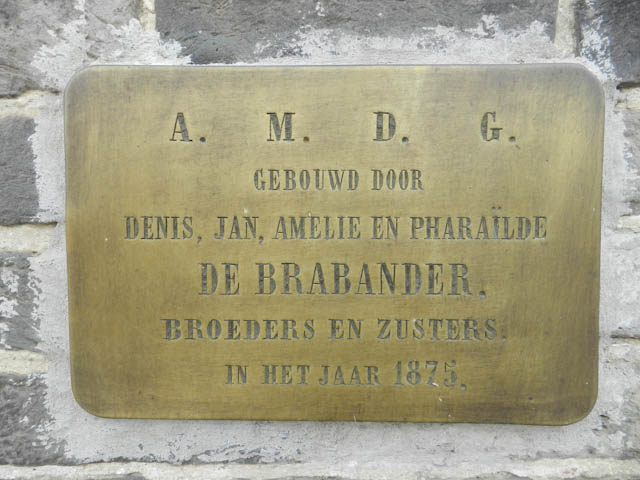 A. M. D. G.
GEBOUWD DOOR
DENIS, JAN, AMELIE EN PHARAÏLDE
DE BRABANDER.
BROEDERS EN ZUSTERS.
IN HET JAAR 1875.